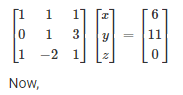 [1 1 1] [x] [6]
[0 1 3] [y] = [11]
[1 −2 1] [z] [0]
Now,